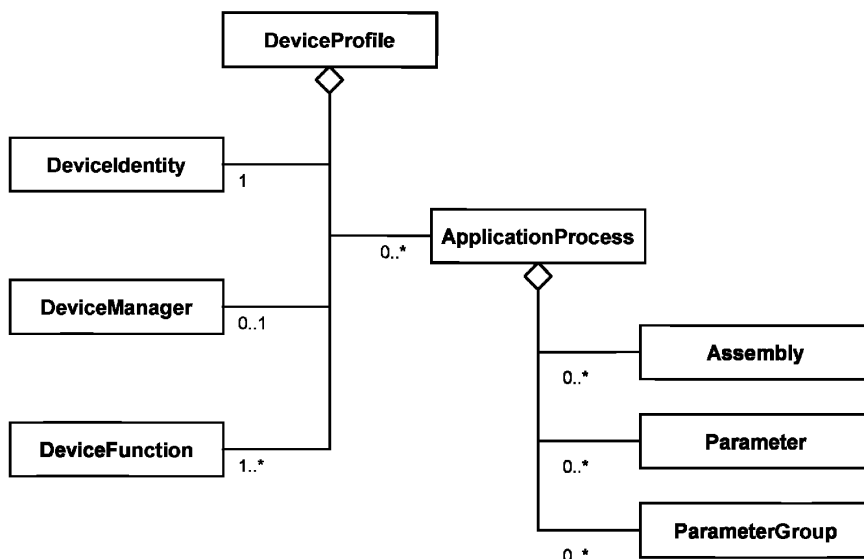 DeviceProfile
DeviceIdentity
1
ApplicationProcess
0..*
DeviceManager
0..1
Assembly
0..*
DeviceFunction
1..*
Parameter
0..*
ParameterGroup
0..*